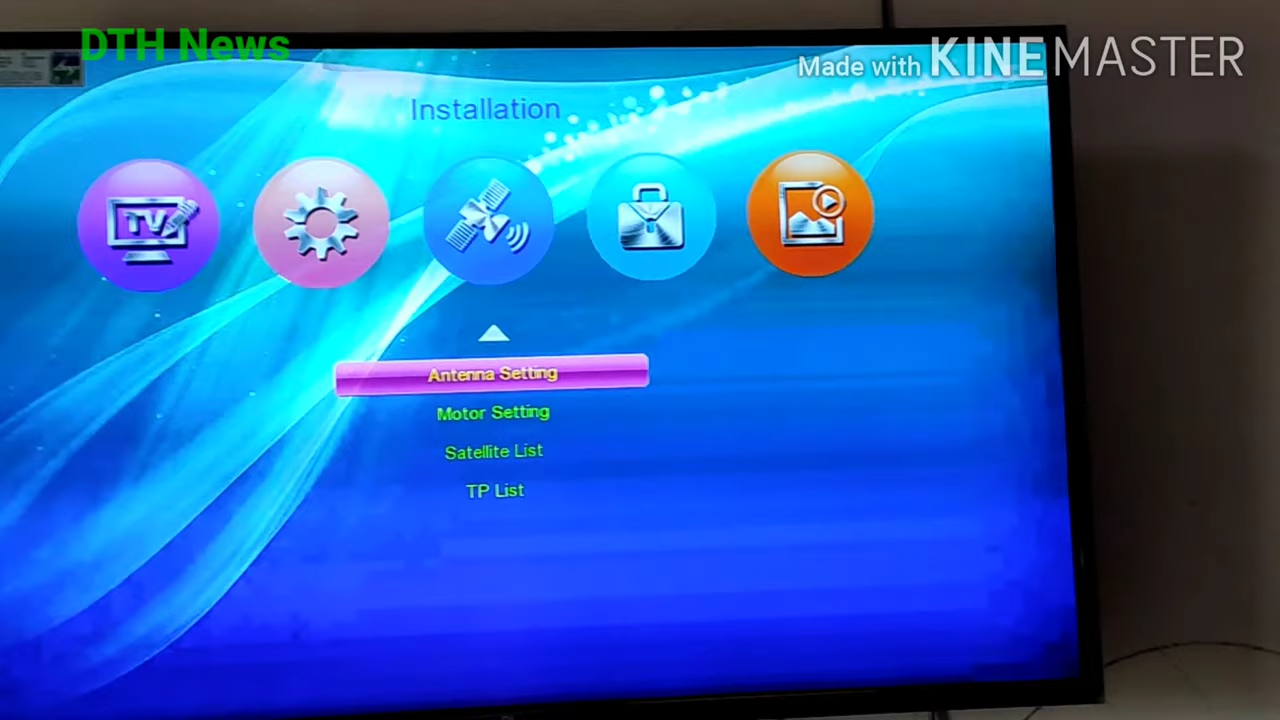 DTH News
Made with KINEMASTER
Installation
TV
Antenna Setting
Motor Setting
Satellite List
TP List